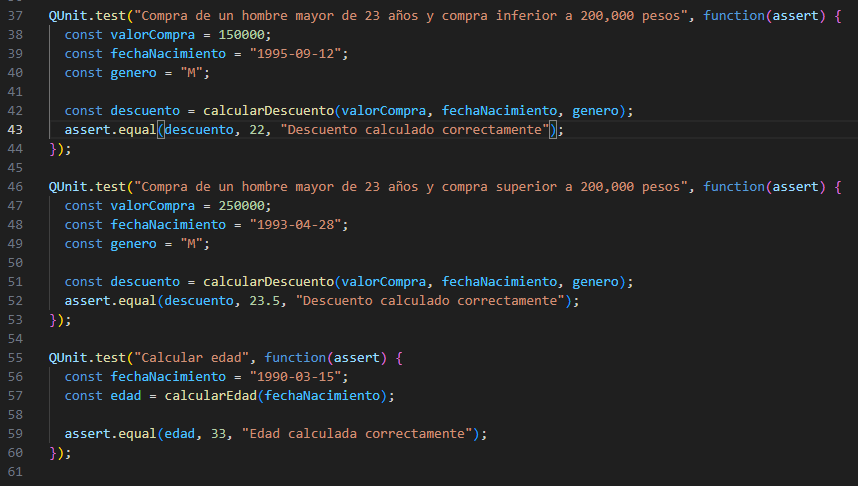 37 QUnit.test("Compra de un hombre mayor de 23 años y compra inferior a 200,000 pesos", function(assert) {
38   const valorCompra = 150000;
39   const fechaNacimiento = "1995-09-12";
40   const genero = "M";
41
42   const descuento = calcularDescuento(valorCompra, fechaNacimiento, genero);
43   assert.equal(descuento, 22, "Descuento calculado correctamente");
44 });
45
46 QUnit.test("Compra de un hombre mayor de 23 años y compra superior a 200,000 pesos", function(assert) {
47   const valorCompra = 250000;
48   const fechaNacimiento = "1993-04-28";
49   const genero = "M";
50
51   const descuento = calcularDescuento(valorCompra, fechaNacimiento, genero);
52   assert.equal(descuento, 23.5, "Descuento calculado correctamente");
53 });
54
55 QUnit.test("Calcular edad", function(assert) {
56   const fechaNacimiento = "1990-03-15";
57   const edad = calcularEdad(fechaNacimiento);
58
59   assert.equal(edad, 33, "Edad calculada correctamente");
60 });
61